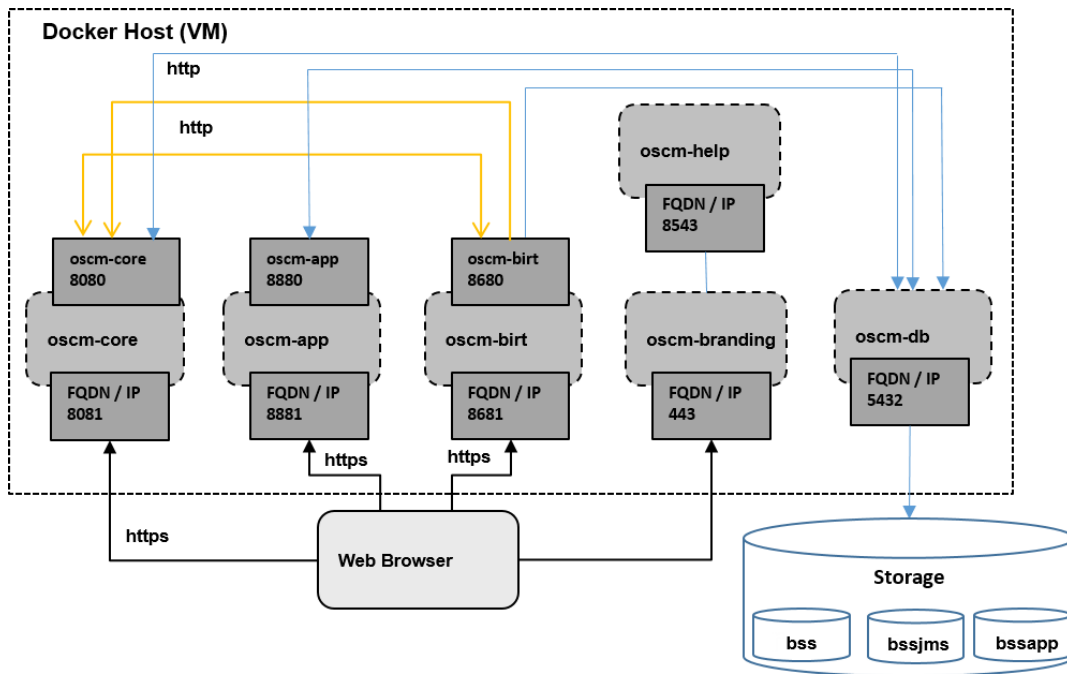 Docker Host (VM)
http
http
oscm-help
FQDN / IP
8543
oscm-core
8080
oscm-app
8880
oscm-birt
8680
oscm-core
oscm-app
oscm-birt
oscm-branding
oscm-db
FQDN / IP
8081
FQDN / IP
8881
FQDN / IP
8681
FQDN / IP
443
FQDN / IP
5432
https
https
https
Web Browser
Storage
bss
bssjms
bssapp